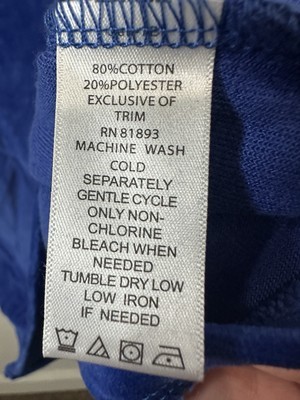 80%COTTON
20%POLYESTER
EXCLUSIVE OF
TRIM
RN 81893
MACHINE WASH
COLD
SEPARATELY
GENTLE CYCLE
ONLY NON-
CHLORINE
BLEACH WHEN
NEEDED
TUMBLE DRY LOW
LOW IRON
IF NEEDED